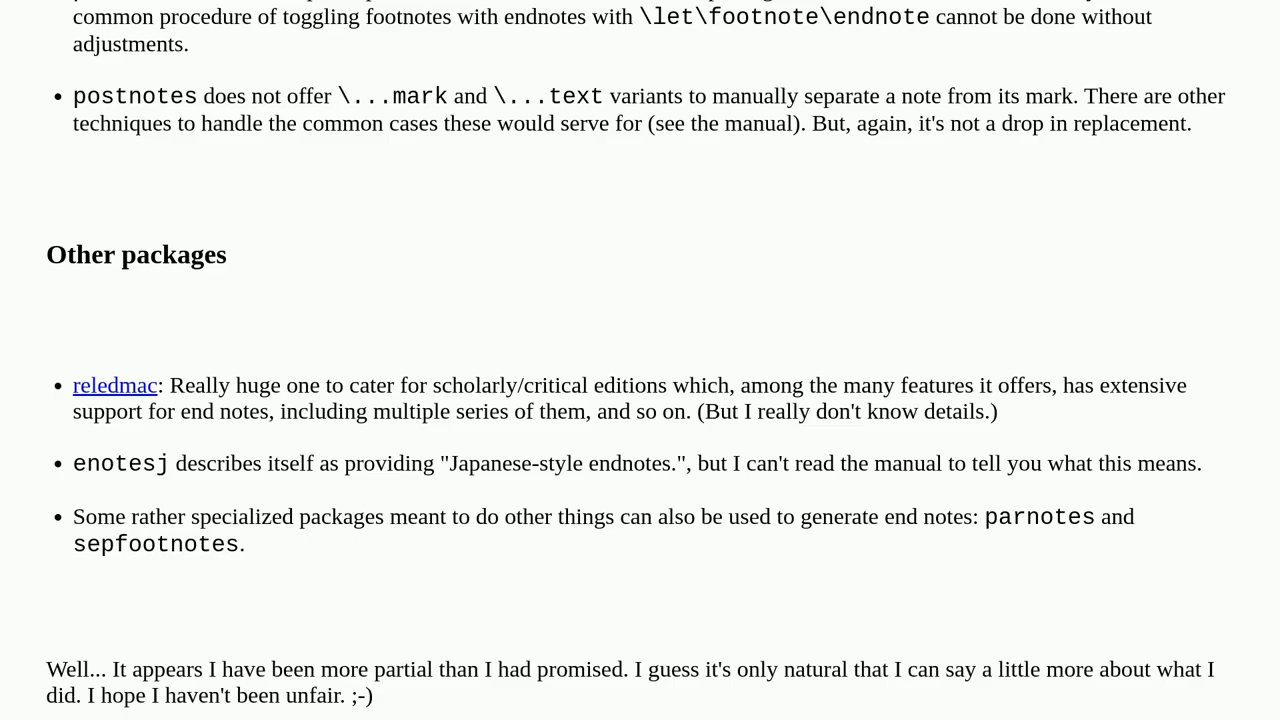 common procedure of toggling footnotes with endnotes with \let\footnote\endnote cannot be done without
adjustments.
• postnotes does not offer \...mark and \...text variants to manually separate a note from its mark. There are other
techniques to handle the common cases these would serve for (see the manual). But, again, it's not a drop in replacement.
Other packages
• reledmac: Really huge one to cater for scholarly/critical editions which, among the many features it offers, has extensive
support for end notes, including multiple series of them, and so on. (But I really don't know details.)
• enotesj describes itself as providing "Japanese-style endnotes.", but I can't read the manual to tell you what this means.
• Some rather specialized packages meant to do other things can also be used to generate end notes: parnotes and
sepfootnotes.
Well... It appears I have been more partial than I had promised. I guess it's only natural that I can say a little more about what I
did. I hope I haven't been unfair. ;-)